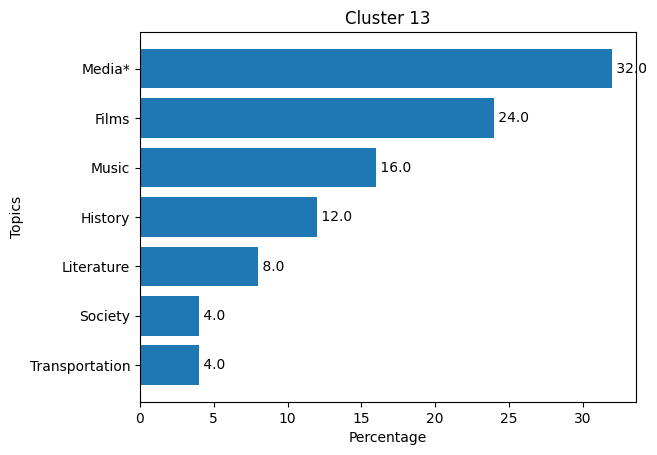 Cluster 13
Topics
Media* 32.0
Films 24.0
Music 16.0
History 12.0
Literature 8.0
Society 4.0
Transportation 4.0
0 5 10 15 20 25 30
Percentage